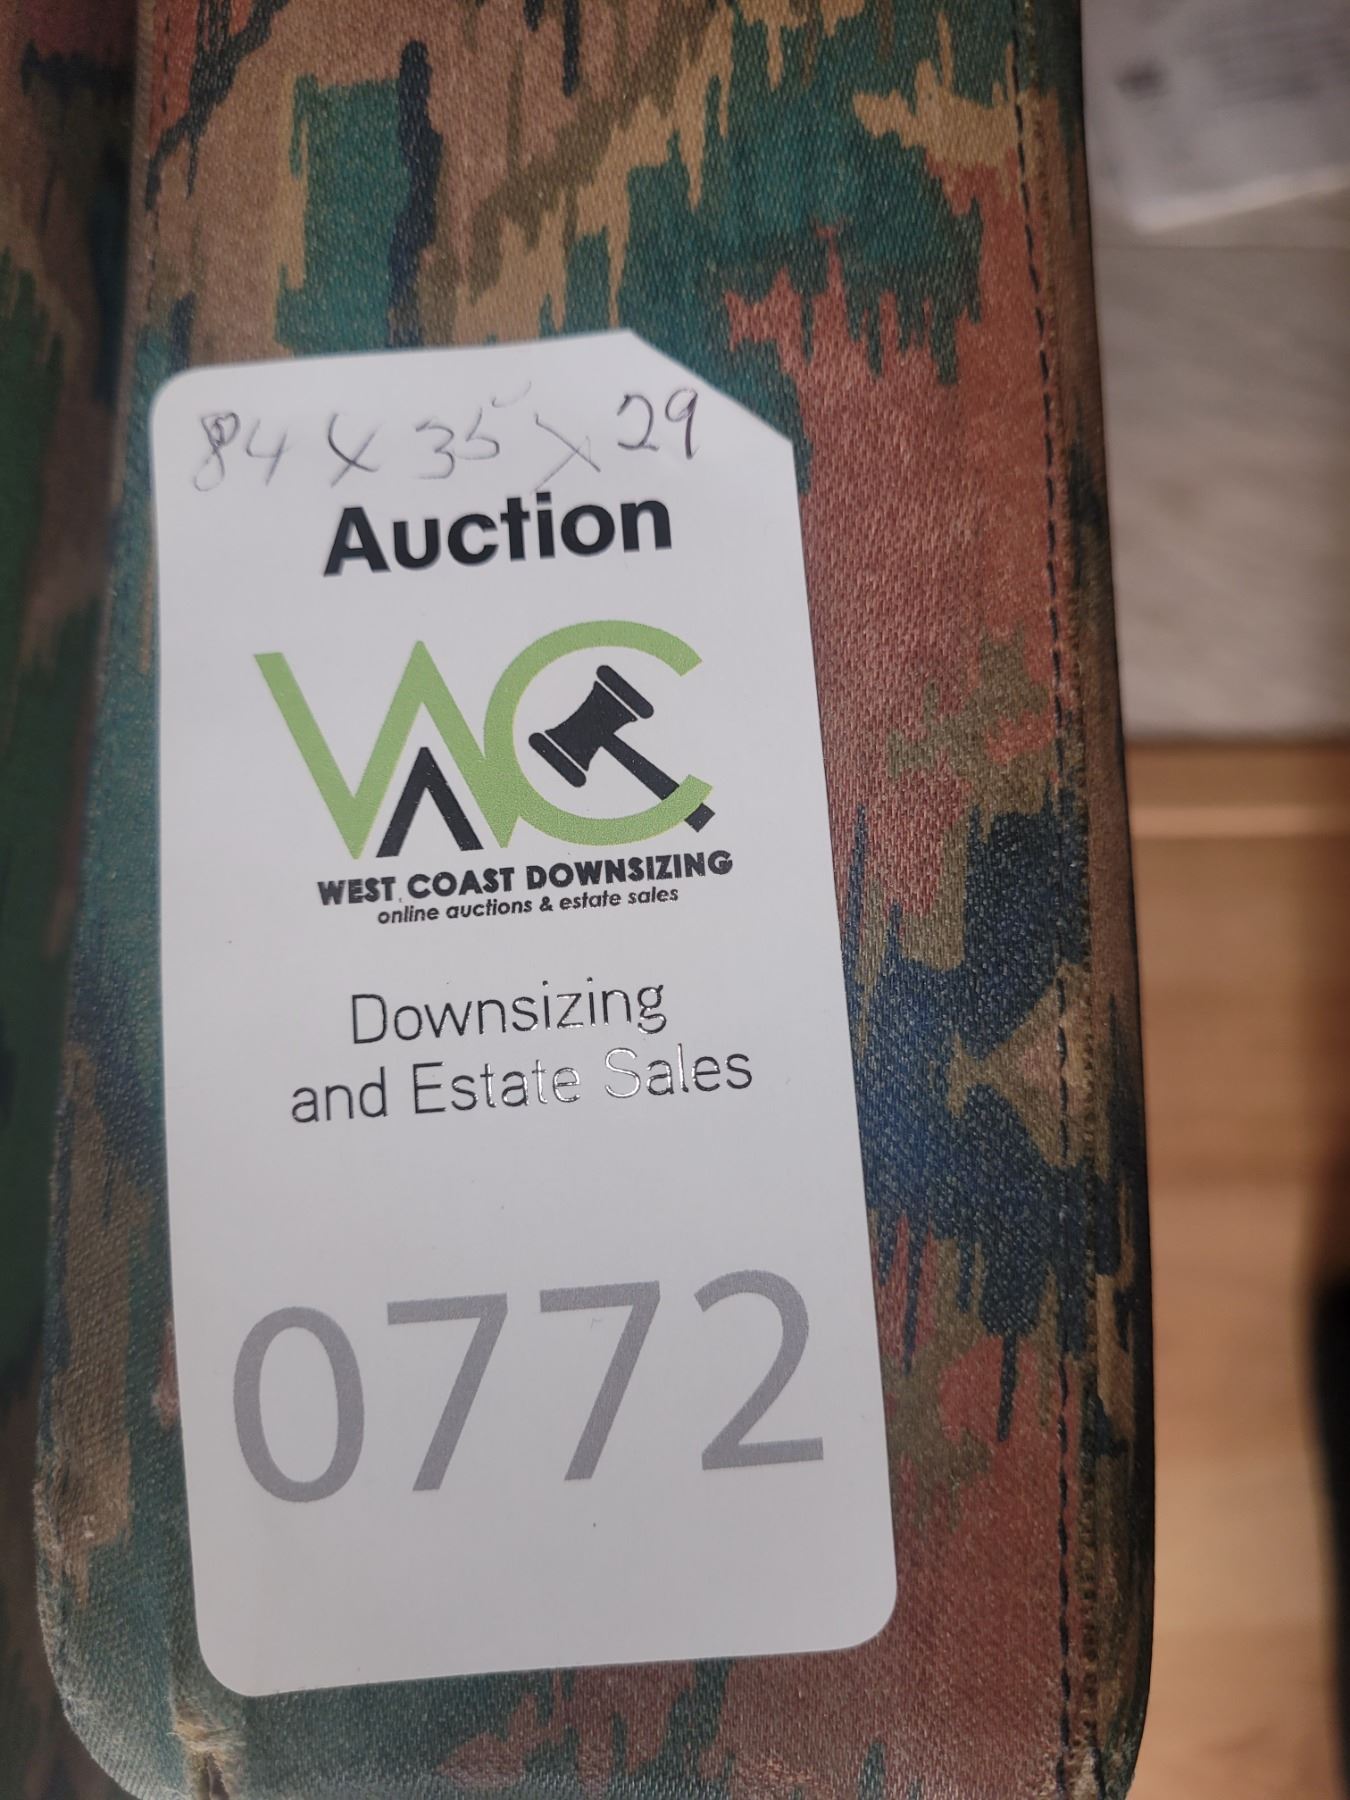 84 x 35 x 29
Auction
WC
WEST COAST DOWNSIZING
online auctions & estate sales
Downsizing
and Estate Sales
0772